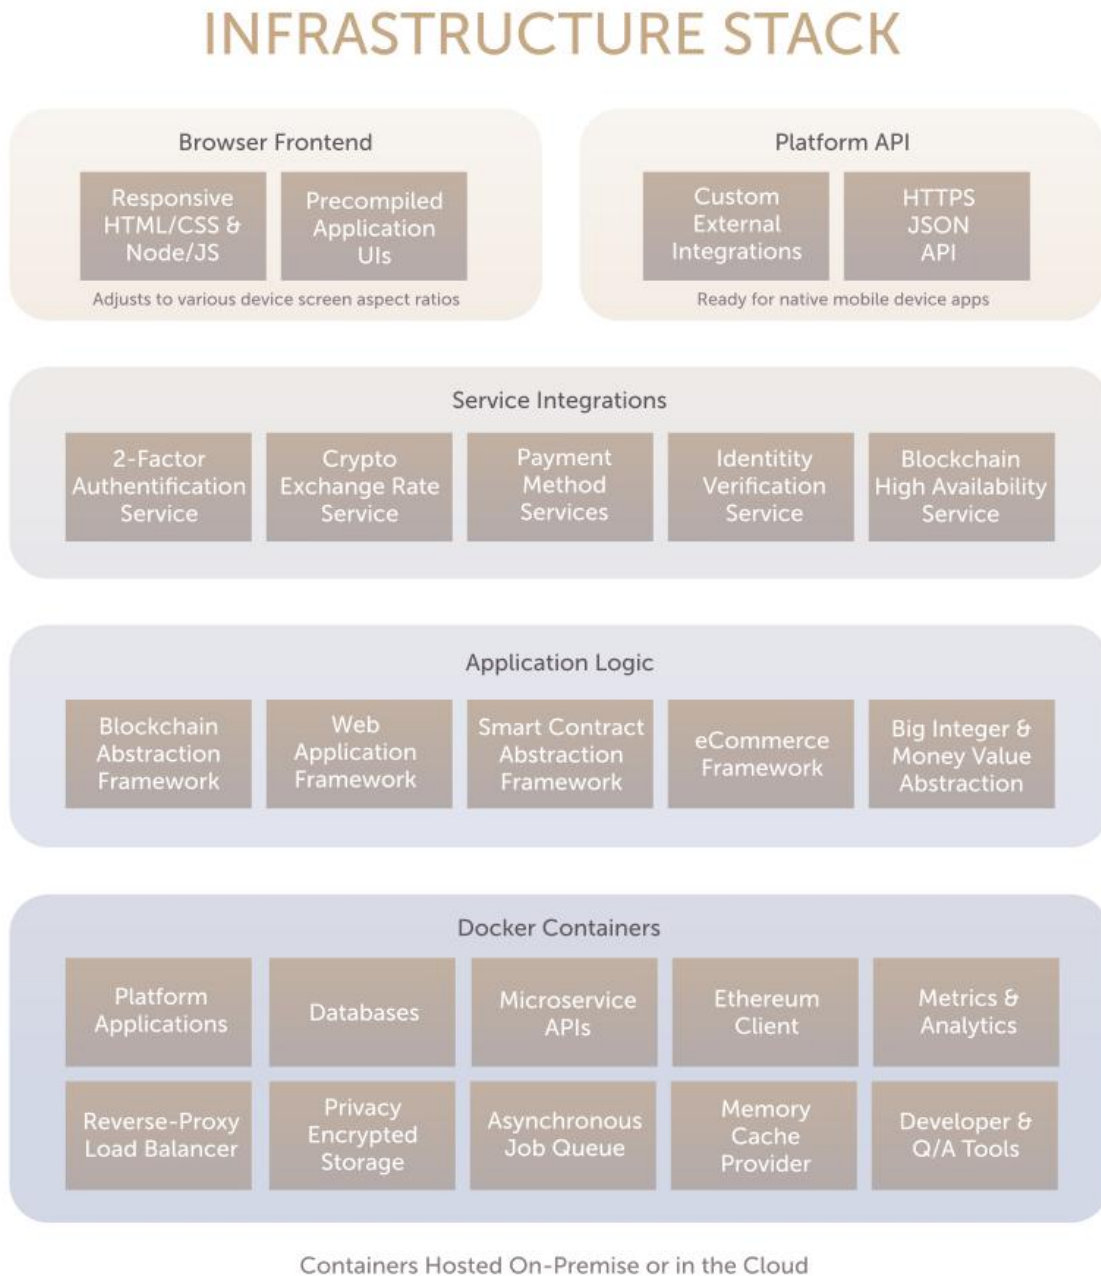 INFRASTRUCTURE STACK
Browser Frontend
Responsive
HTML/CSS &
Node/JS
Precompiled
Application
UIs
Adjusts to various device screen aspect ratios
Platform API
Custom
External
Integrations
HTTPS
JSON
API
Ready for native mobile device apps
Service Integrations
2-Factor
Authentification
Service
Crypto
Exchange Rate
Service
Payment
Method
Services
Identitity
Verification
Service
Blockchain
High Availability
Service
Application Logic
Blockchain
Abstraction
Framework
Web
Application
Framework
Smart Contract
Abstraction
Framework
eCommerce
Framework
Big Integer &
Money Value
Abstraction
Docker Containers
Platform
Applications
Databases
Microservice
APIs
Ethereum
Client
Metrics &
Analytics
Reverse-Proxy
Load Balancer
Privacy
Encrypted
Storage
Asynchronous
Job Queue
Memory
Cache
Provider
Developer &
Q/A Tools
Containers Hosted On-Premise or in the Cloud